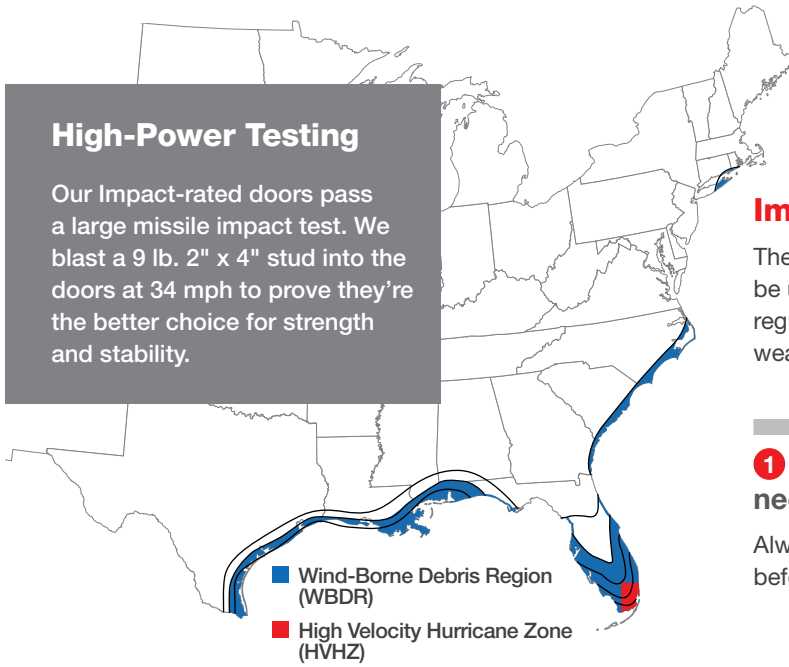 High-Power Testing
Our Impact-rated doors pass
a large missile impact test. We
blast a 9 lb. 2" x 4" stud into the
doors at 34 mph to prove they're
the better choice for strength
and stability.
Wind-Borne Debris Region
(WBDR)
High Velocity Hurricane Zone
(HVHZ)
1